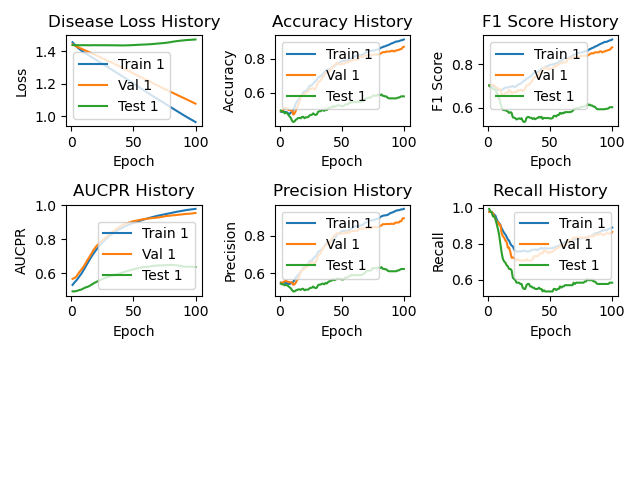 Disease Loss History
Loss
1.4
1.2
1.0
Train 1
Val 1
Test 1
0
50
100
Epoch
Accuracy History
Accuracy
0.8
0.6
Train 1
Val 1
Test 1
0
50
100
Epoch
F1 Score History
F1 Score
0.8
0.6
Train 1
Val 1
Test 1
0
50
100
Epoch
AUCPR History
AUCPR
1.0
0.8
0.6
Train 1
Val 1
Test 1
0
50
100
Epoch
Precision History
Precision
0.8
0.6
Train 1
Val 1
Test 1
0
50
100
Epoch
Recall History
Recall
1.0
0.8
0.6
Train 1
Val 1
Test 1
0
50
100
Epoch